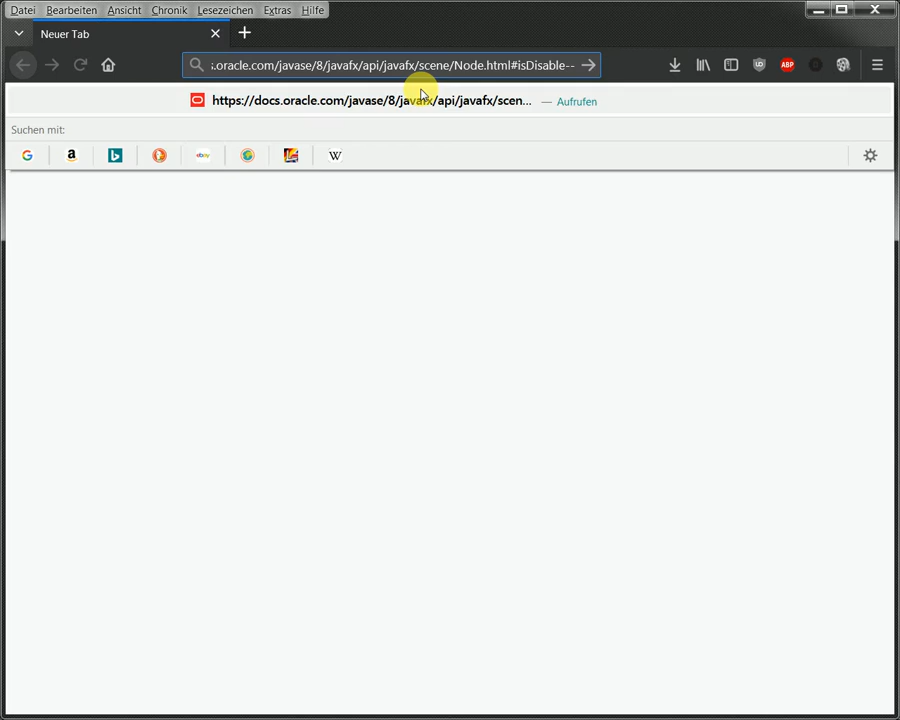 Datei Bearbeiten Ansicht Chronik Lesezeichen Extras Hilfe
Neuer Tab
.oracle.com/javase/8/javafx/api/javafx/scene/Node.html#isDisable--
https://docs.oracle.com/javase/8/javafx/api/javafx/scen... — Aufrufen
Suchen mit:
G a ebay W
ABP